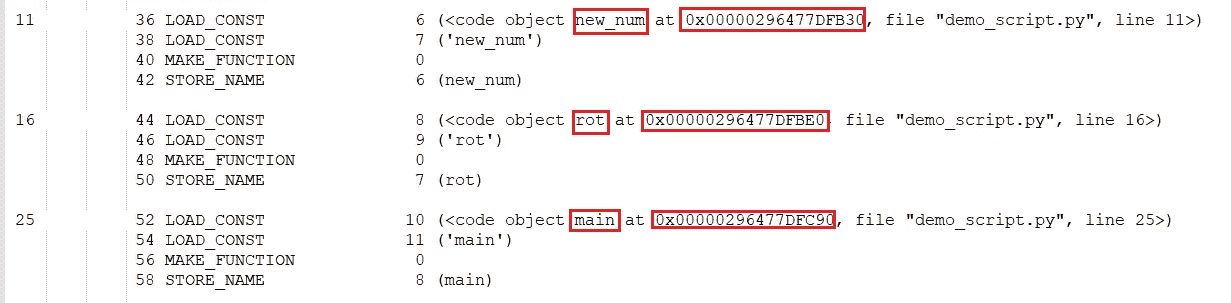 11 36 LOAD_CONST 6 (<code object new_num at 0x00000296477DFB30, file "demo_script.py", line 11>)
38 LOAD_CONST 7 ('new_num')
40 MAKE_FUNCTION 0
42 STORE_NAME 6 (new_num)
16 44 LOAD_CONST 8 (<code object rot at 0x00000296477DFBE0, file "demo_script.py", line 16>)
46 LOAD_CONST 9 ('rot')
48 MAKE_FUNCTION 0
50 STORE_NAME 7 (rot)
25 52 LOAD_CONST 10 (<code object main at 0x00000296477DFC90, file "demo_script.py", line 25>)
54 LOAD_CONST 11 ('main')
56 MAKE_FUNCTION 0
58 STORE_NAME 8 (main)